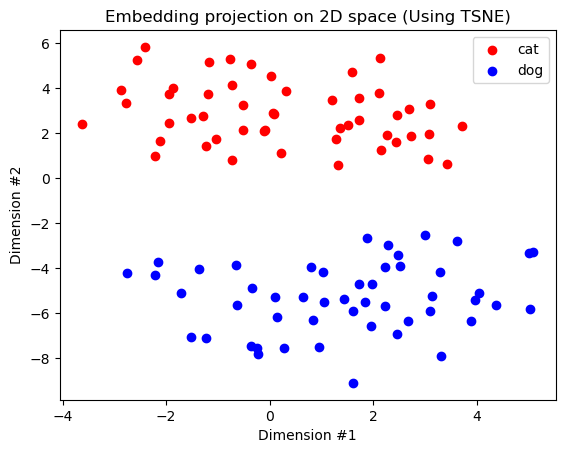 Embedding projection on 2D space (Using TSNE)
cat
dog
6
4
2
0
−2
−4
−6
−8
Dimension #2
−4
−2
0
2
4
Dimension #1